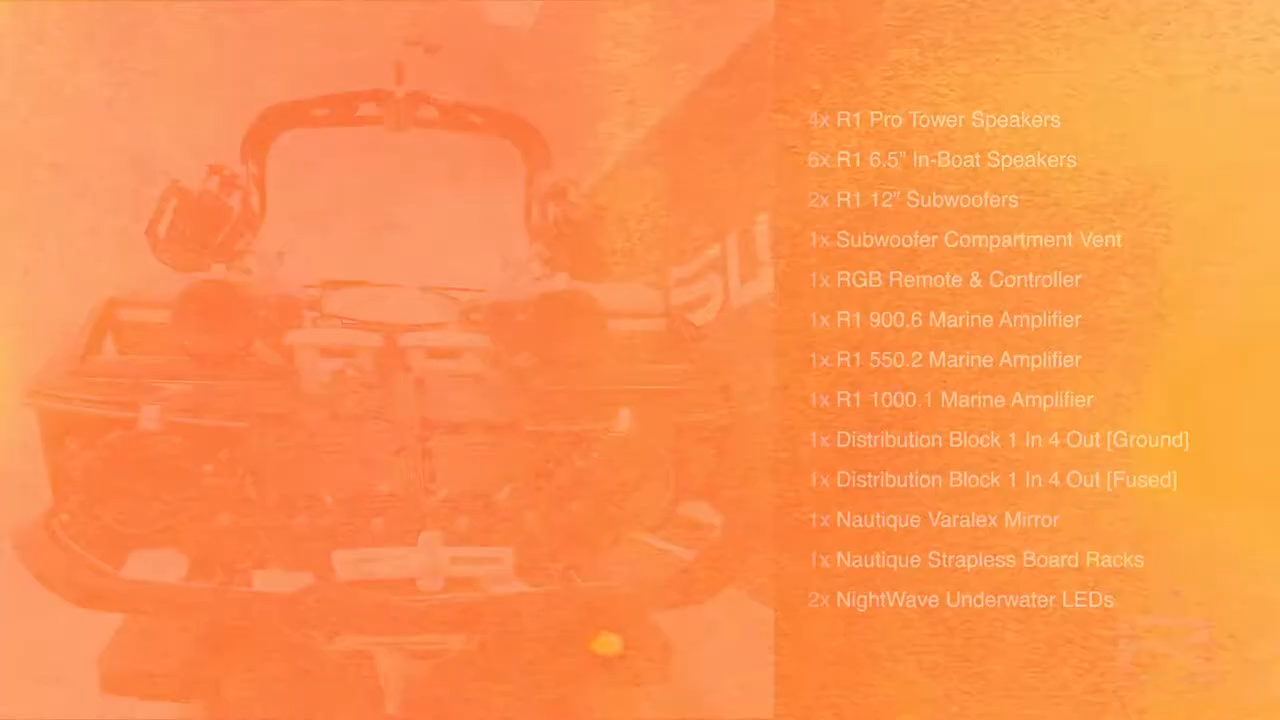 SU
4x R1 Pro Tower Speakers
6x R1 6.5” In-Boat Speakers
2x R1 12” Subwoofers
1x Subwoofer Compartment Vent
1x RGB Remote & Controller
1x R1 900.6 Marine Amplifier
1x R1 550.2 Marine Amplifier
1x R1 1000.1 Marine Amplifier
1x Distribution Block 1 In 4 Out [Ground]
1x Distribution Block 1 In 4 Out [Fused]
1x Nautique Varalex Mirror
1x Nautique Strapless Board Racks
2x NightWave Underwater LEDs